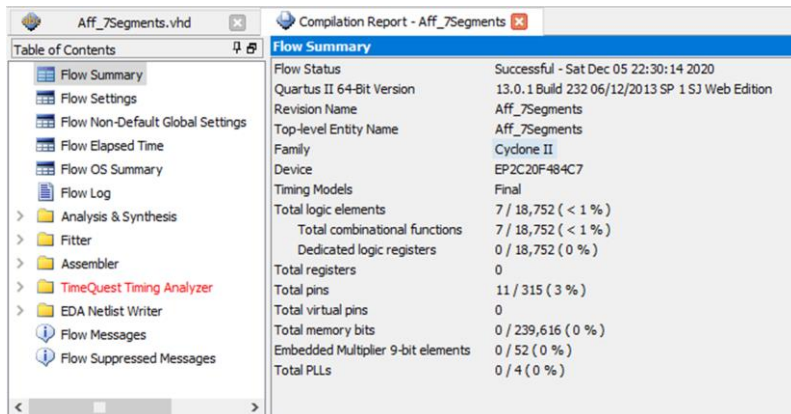 Aff_7Segments.vhd
Compilation Report - Aff_7Segments
Table of Contents
Flow Summary
Flow Settings
Flow Non-Default Global Settings
Flow Elapsed Time
Flow OS Summary
Flow Log
Analysis & Synthesis
Fitter
Assembler
TimeQuest Timing Analyzer
EDA Netlist Writer
Flow Messages
Flow Suppressed Messages
Flow Summary
Flow Status Successful - Sat Dec 05 22:30:14 2020
Quartus II 64-Bit Version 13.0.1 Build 232 06/12/2013 SP 1 SJ Web Edition
Revision Name Aff_7Segments
Top-level Entity Name Aff_7Segments
Family Cyclone II
Device EP2C20F484C7
Timing Models Final
Total logic elements 7 / 18,752 ( < 1 % )
Total combinational functions 7 / 18,752 ( < 1 % )
Dedicated logic registers 0 / 18,752 ( 0 % )
Total registers 0
Total pins 11 / 315 ( 3 % )
Total virtual pins 0
Total memory bits 0 / 239,616 ( 0 % )
Embedded Multiplier 9-bit elements 0 / 52 ( 0 % )
Total PLLs 0 / 4 ( 0 % )